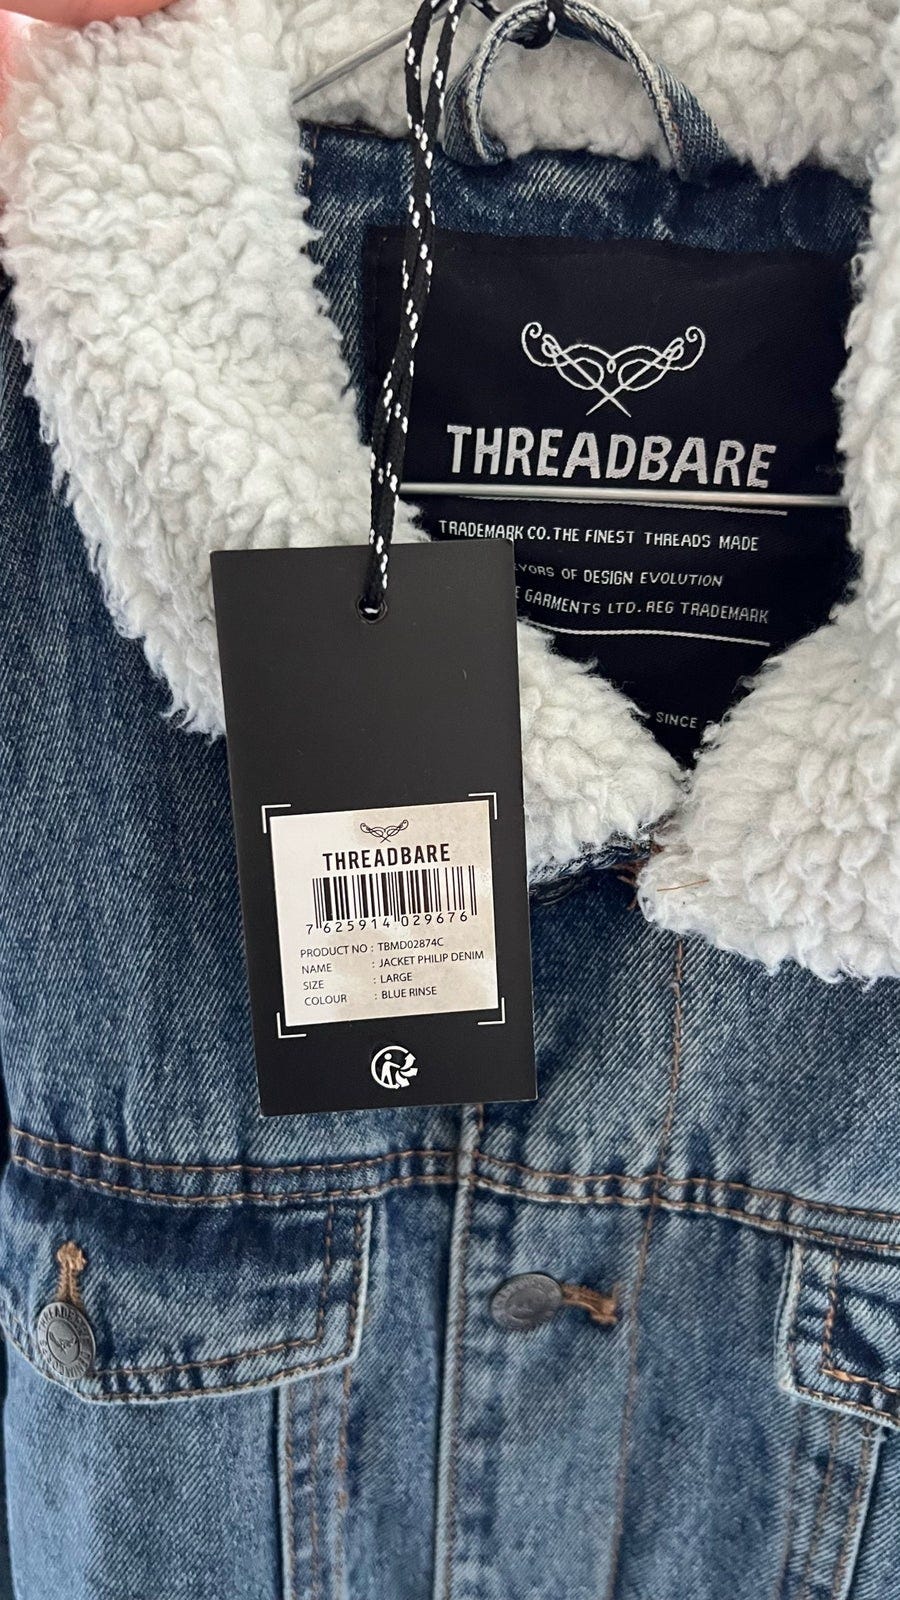 THREADBARE
TRADEMARK CO. THE FINEST THREADS MADE
OF DESIGN EVOLUTION
GARMENTS LTD. REG TRADEMARK
SINCE
THREADBARE
7 625914 029676
PRODUCT NO : TBMD02874C
NAME : JACKET PHILIP DENIM
SIZE : LARGE
COLOUR : BLUE RINSE